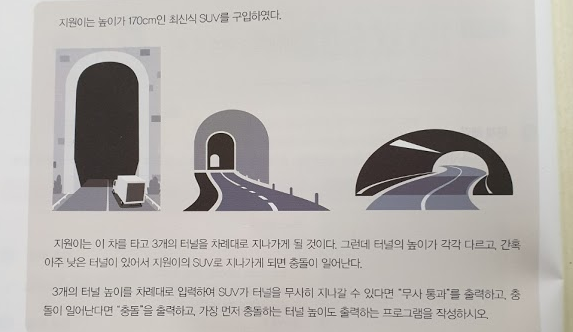 지원이는 높이가 170cm인 최신식 SUV를 구입하였다.
지원이는 이 차를 타고 3개의 터널을 차례대로 지나가게 될 것이다. 그런데 터널의 높이가 각각 다르고, 간혹
아주 낮은 터널이 있어서 지원이의 SUV로 지나가게 되면 충돌이 일어난다.
3개의 터널 높이를 차례대로 입력하여 SUV가 터널을 무사히 지나갈 수 있다면 "무사 통과"를 출력하고, 충
돌이 일어난다면 "충돌"을 출력하고, 가장 먼저 충돌하는 터널 높이도 출력하는 프로그램을 작성하시오.